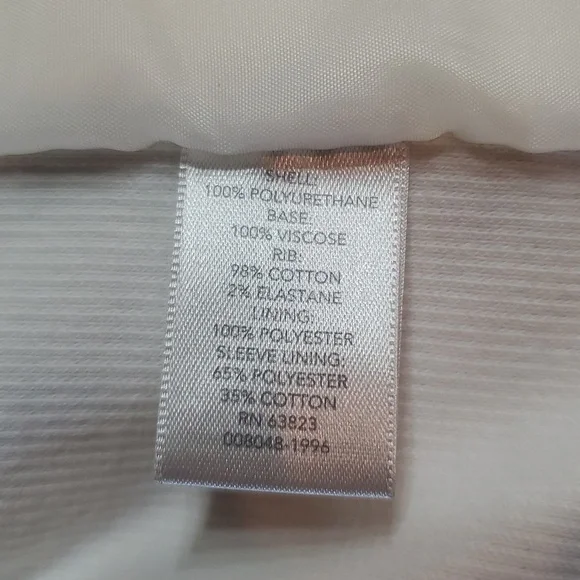 SHELL:
100% POLYURETHANE
BASE:
100% VISCOSE
RIB:
98% COTTON
2% ELASTANE
LINING:
100% POLYESTER
SLEEVE LINING:
65% POLYESTER
35% COTTON
RN 63823
008048-1996